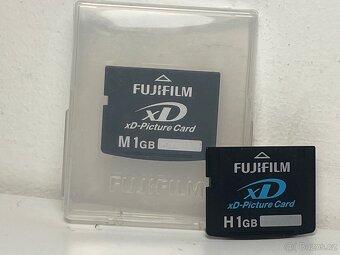 FUJIFILM
xD
xD-Picture Card
M 1GB
FUJIFILM
FUJIFILM
xD
xD-Picture Card
H 1GB